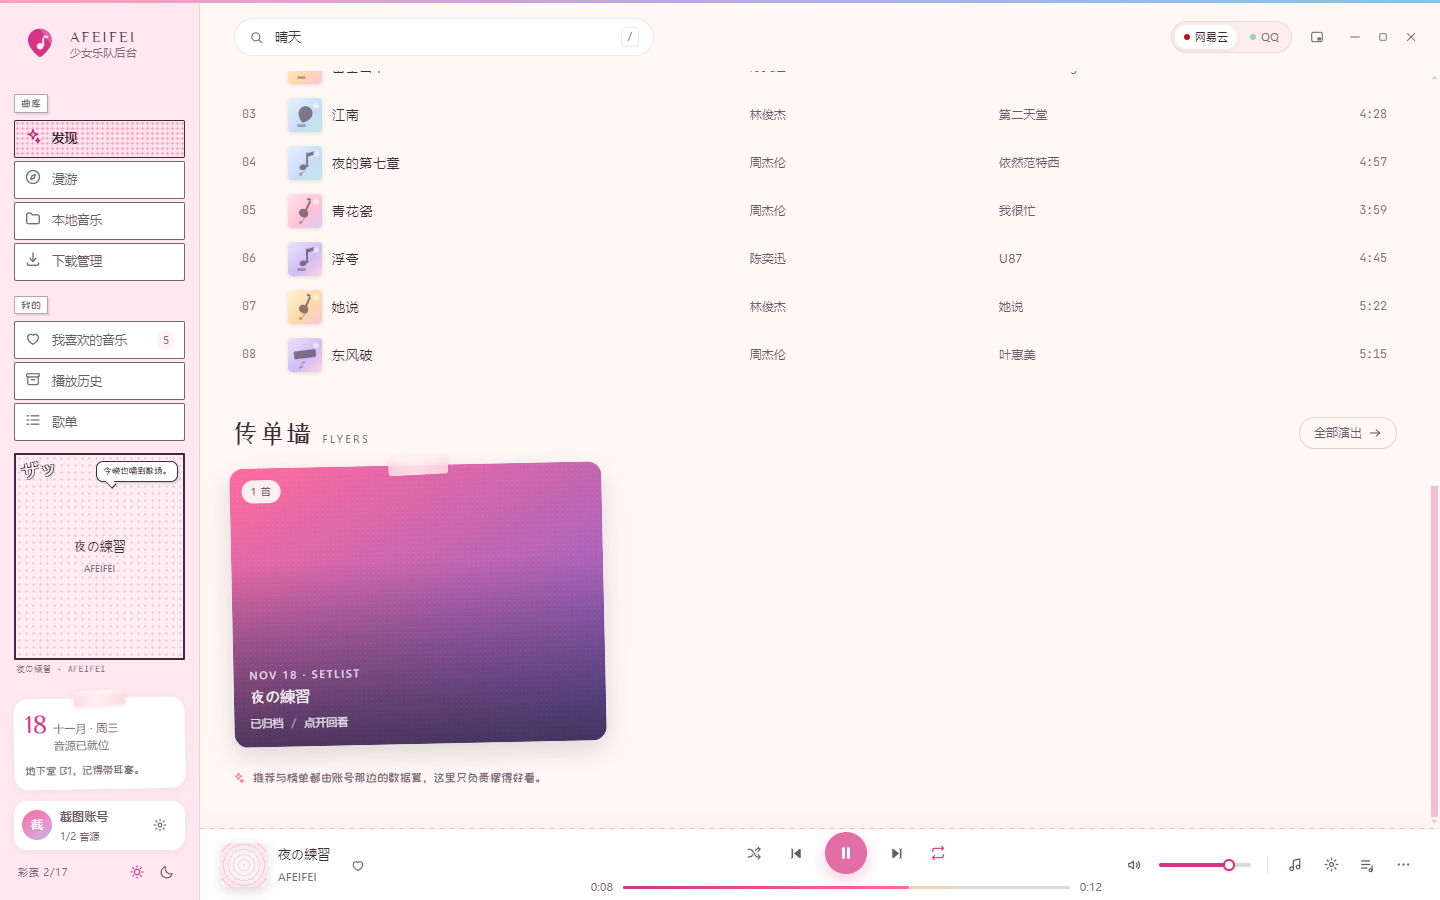 AFEIFEI
少女乐队后台
晴天
/
网易云
QQ
曲库
发现
漫游
本地音乐
下载管理
我的
我喜欢的音乐
5
播放历史
歌单
ザッ
今晚也唱到散场。
夜の練習
AFEIFEI
夜の練習 · AFEIFEI
18
十一月 · 周三
音源已就位
地下室 B1，记得带耳塞。
截
截图账号
1/2 音源
彩蛋 2/17
03 江南 林俊杰 第二天堂 4:28
04 夜的第七章 周杰伦 依然范特西 4:57
05 青花瓷 周杰伦 我很忙 3:59
06 浮夸 陈奕迅 U87 4:45
07 她说 林俊杰 她说 5:22
08 东风破 周杰伦 叶惠美 5:15
传单墙 FLYERS
全部演出
1 首
NOV 18 · SETLIST
夜の練習
已归档 / 点开回看
推荐与榜单都由账号那边的数据算，这里只负责摆得好看。
夜の練習
AFEIFEI
0:08
0:12